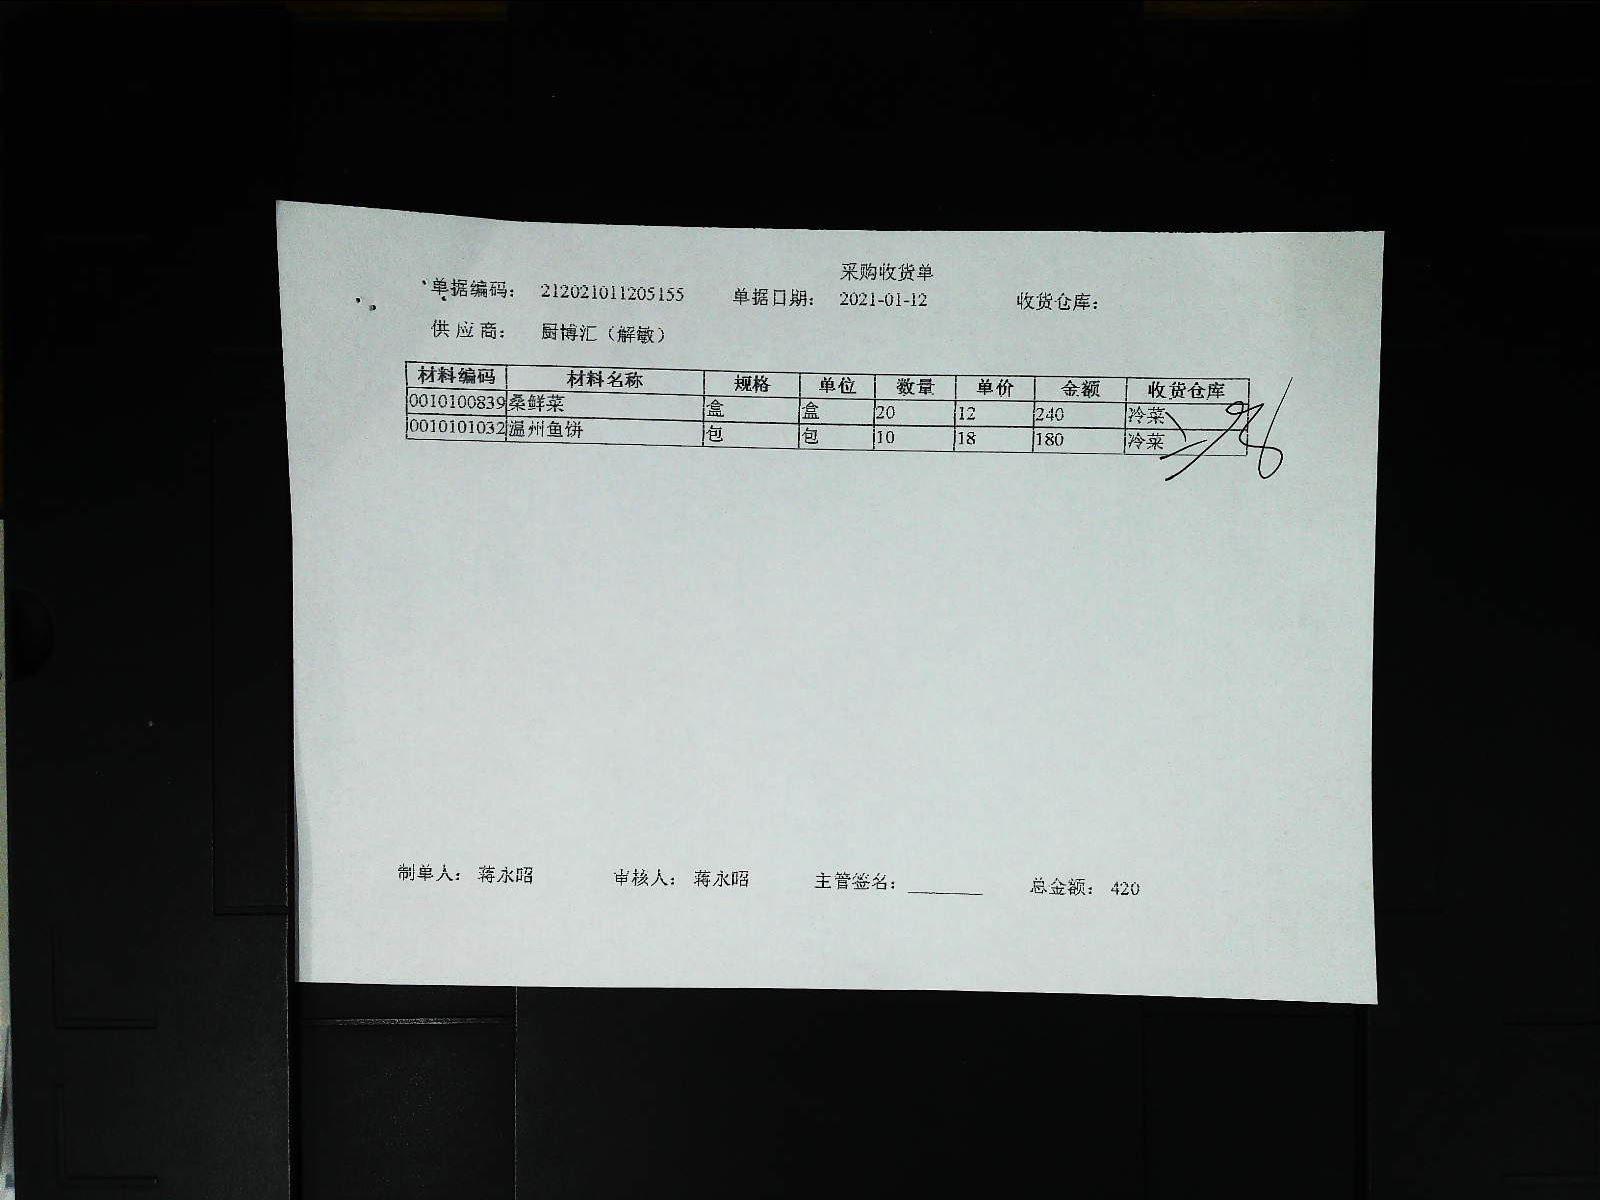 采购收货单
单据编码： 212021011205155 单据日期： 2021-01-12 收货仓库：
供 应 商： 厨博汇（解敏）
材料编码 材料名称 规格 单位 数量 单价 金额 收货仓库
0010100839 桑鲜菜 盒 盒 20 12 240 冷菜
0010101032 温州鱼饼 包 包 10 18 180 冷菜
制单人： 蒋永昭 审核人： 蒋永昭 主管签名：________ 总金额： 420